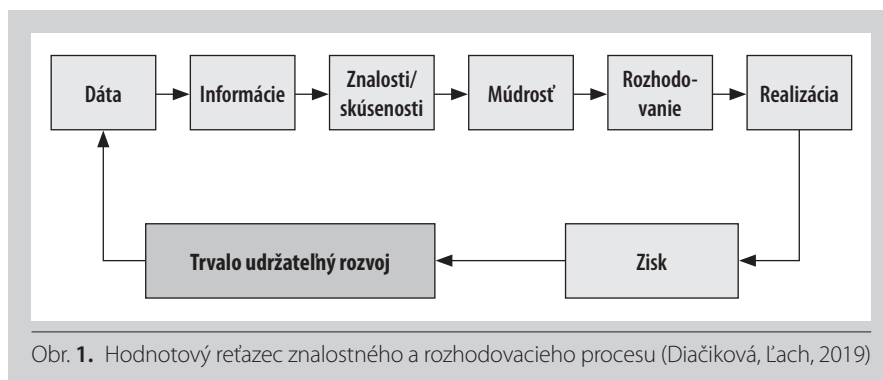 Dáta
Informácie
Znalosti/
skúsenosti
Múdrosť
Rozhodo-
vanie
Realizácia
Trvalo udržateľný rozvoj
Zisk
Obr. 1. Hodnotový reťazec znalostného a rozhodovacieho procesu (Diačiková, Ľach, 2019)